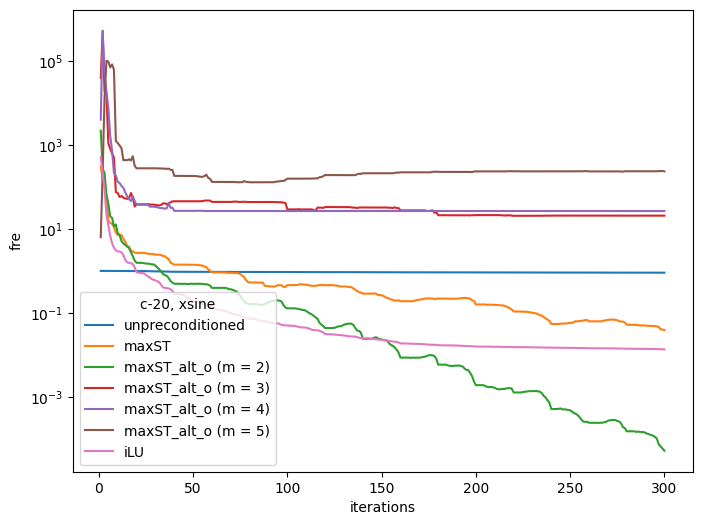 10^5
10^3
10^1
10^-1
10^-3
fre
c-20, xsine
unpreconditioned
maxST
maxST_alt_o (m = 2)
maxST_alt_o (m = 3)
maxST_alt_o (m = 4)
maxST_alt_o (m = 5)
iLU
0 50 100 150 200 250 300
iterations